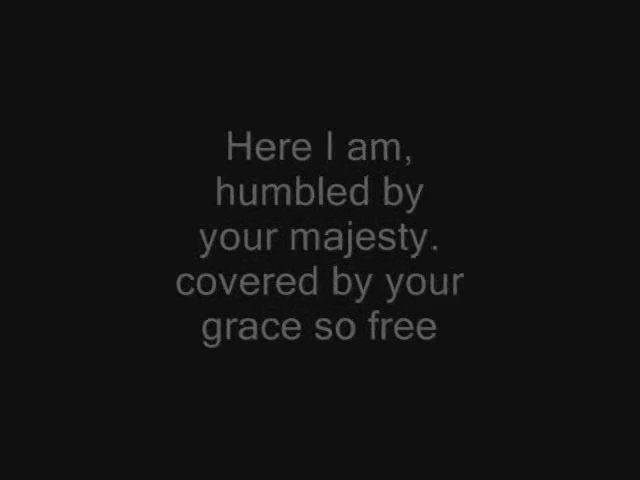 Here I am,
humbled by
your majesty.
covered by your
grace so free